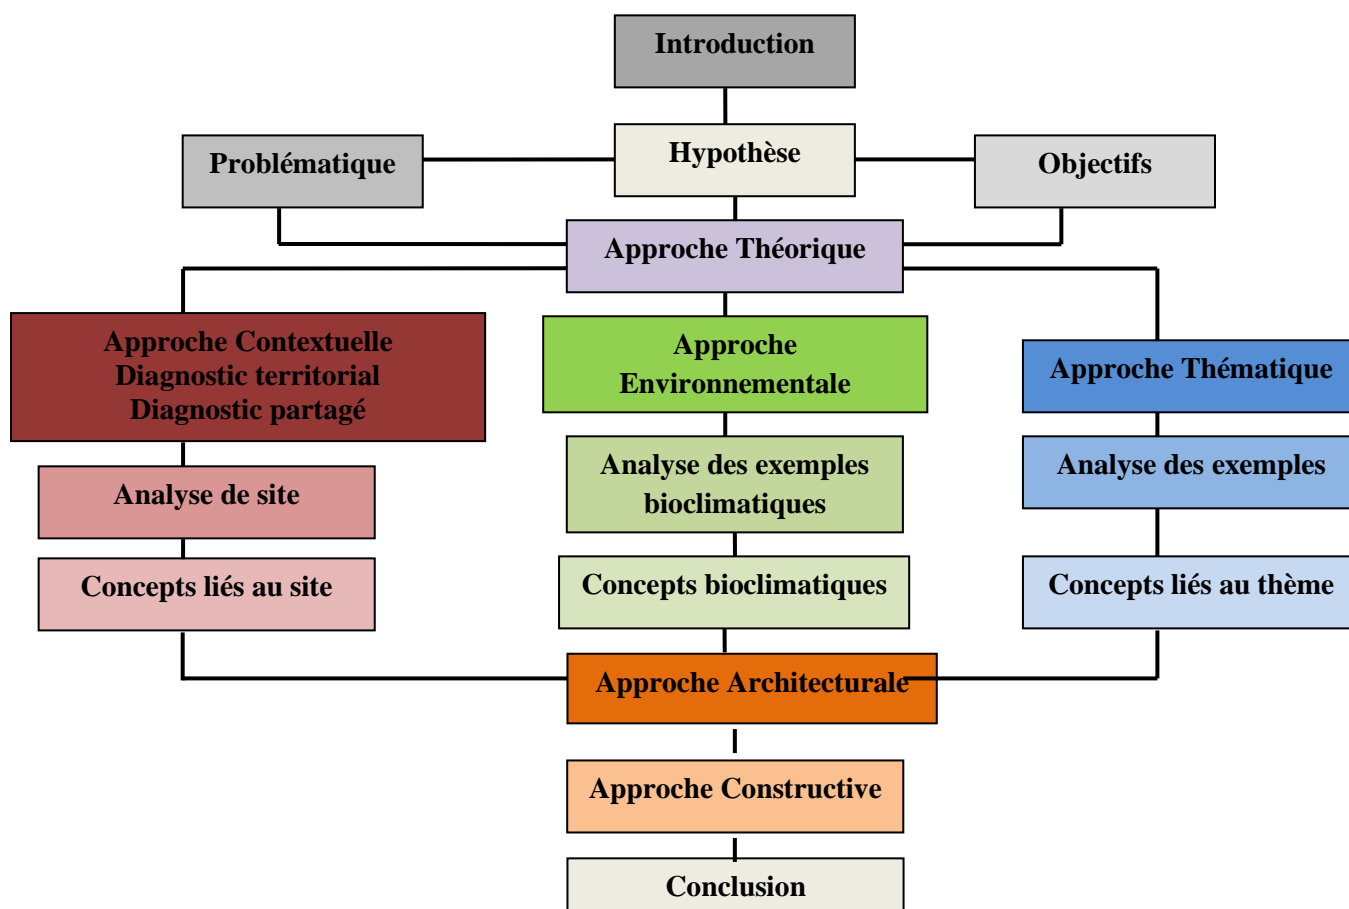 Introduction
Problématique
Hypothèse
Objectifs
Approche Théorique
Approche Contextuelle
Diagnostic territorial
Diagnostic partagé
Approche
Environnementale
Approche Thématique
Analyse de site
Analyse des exemples
bioclimatiques
Analyse des exemples
Concepts liés au site
Concepts bioclimatiques
Concepts liés au thème
Approche Architecturale
Approche Constructive
Conclusion